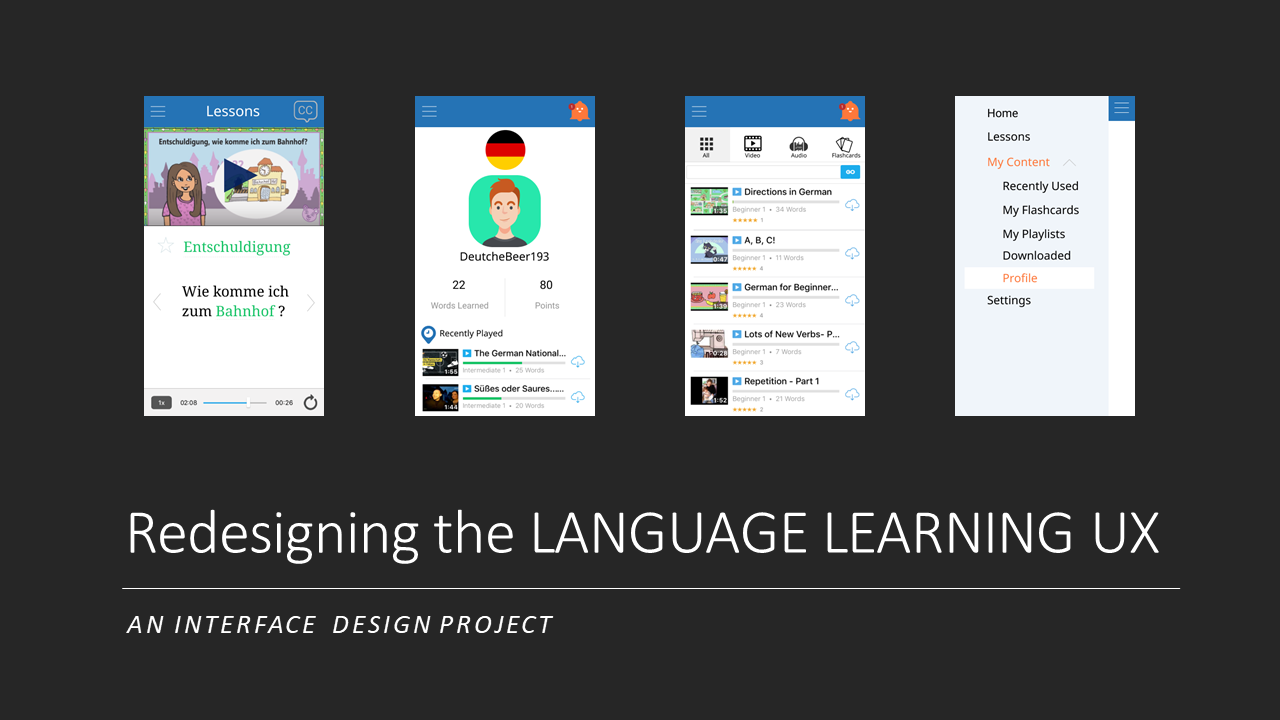 Lessons
CC
Entschuldigung, wie komme ich zum Bahnhof?
Entschuldigung
Wie komme ich
zum Bahnhof ?
1x
02:08
00:26
DeutcheBeer193
22
80
Words Learned
Points
Recently Played
The German National...
1:55
Intermediate 1 • 25 Words
Süßes oder Saures......
1:44
Intermediate 1 • 20 Words
All
Video
Audio
Flashcards
GO
Directions in German
1:35
Beginner 1 • 34 Words
1
A, B, C!
0:47
Beginner 1 • 11 Words
4
German for Beginner...
1:39
Beginner 1 • 23 Words
4
Lots of New Verbs- P...
0:28
Beginner 1 • 7 Words
3
Repetition - Part 1
1:52
Beginner 1 • 21 Words
2
Home
Lessons
My Content
Recently Used
My Flashcards
My Playlists
Downloaded
Profile
Settings
Redesigning the LANGUAGE LEARNING UX
AN INTERFACE DESIGN PROJECT